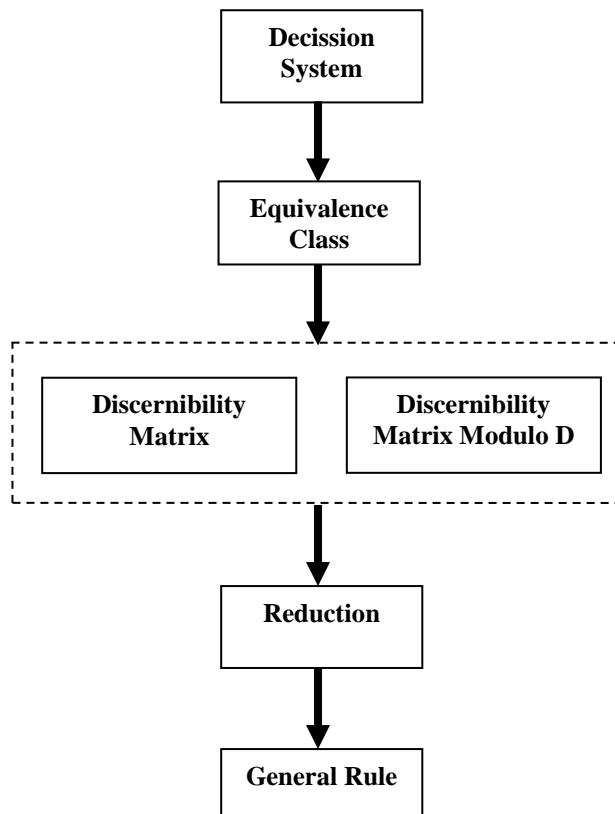 Decission
System
Equivalence
Class
Discernibility
Matrix
Discernibility
Matrix Modulo D
Reduction
General Rule